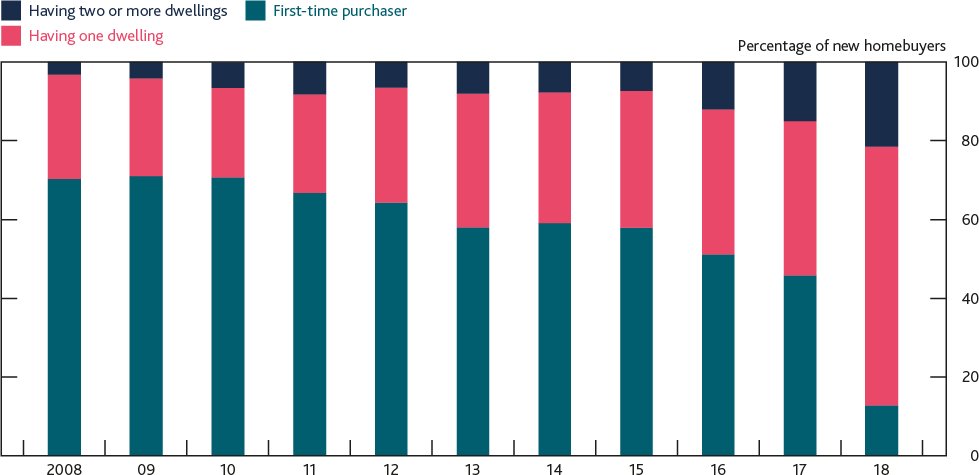 Having two or more dwellings First-time purchaser
Having one dwelling
Percentage of new homebuyers
100
80
60
40
20
0
2008 09 10 11 12 13 14 15 16 17 18